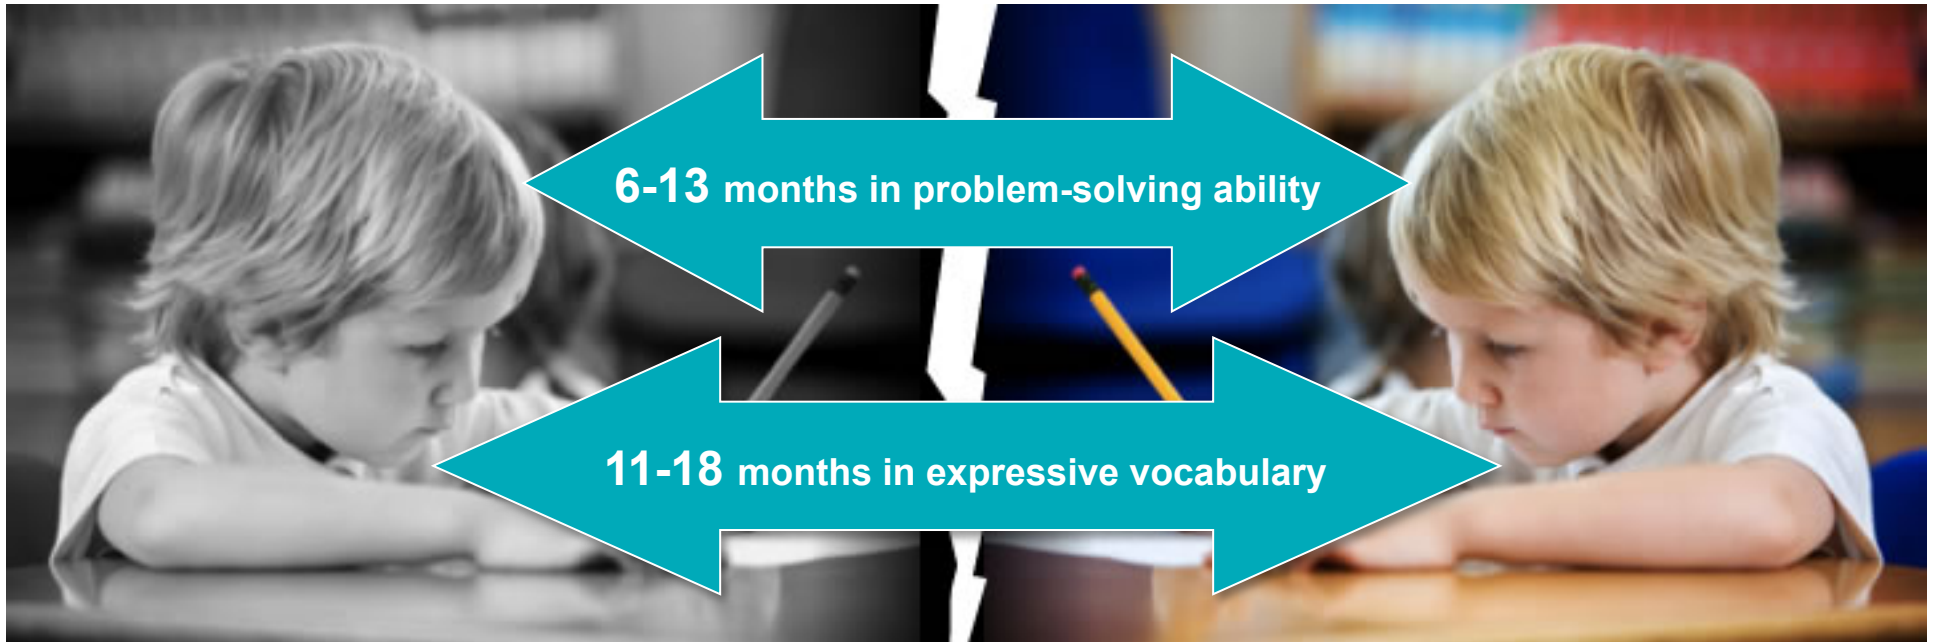 6-13 months in problem-solving ability
11-18 months in expressive vocabulary